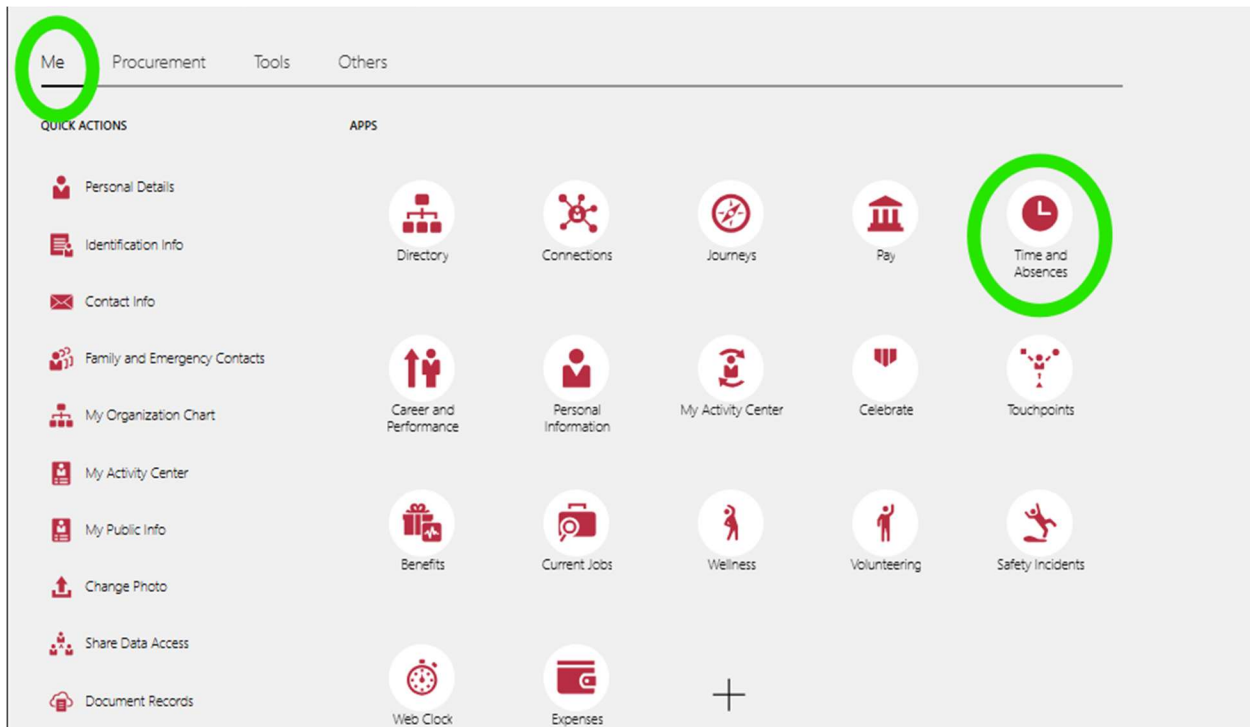 Me
Procurement
Tools
Others
QUICK ACTIONS
APPS
Personal Details
Identification Info
Contact Info
Family and Emergency Contacts
My Organization Chart
My Activity Center
My Public Info
Change Photo
Share Data Access
Document Records
Directory
Connections
Journeys
Pay
Time and
Absences
Career and
Performance
Personal
Information
My Activity Center
Celebrate
Touchpoints
Benefits
Current Jobs
Wellness
Volunteering
Safety Incidents
Web Clock
Expenses